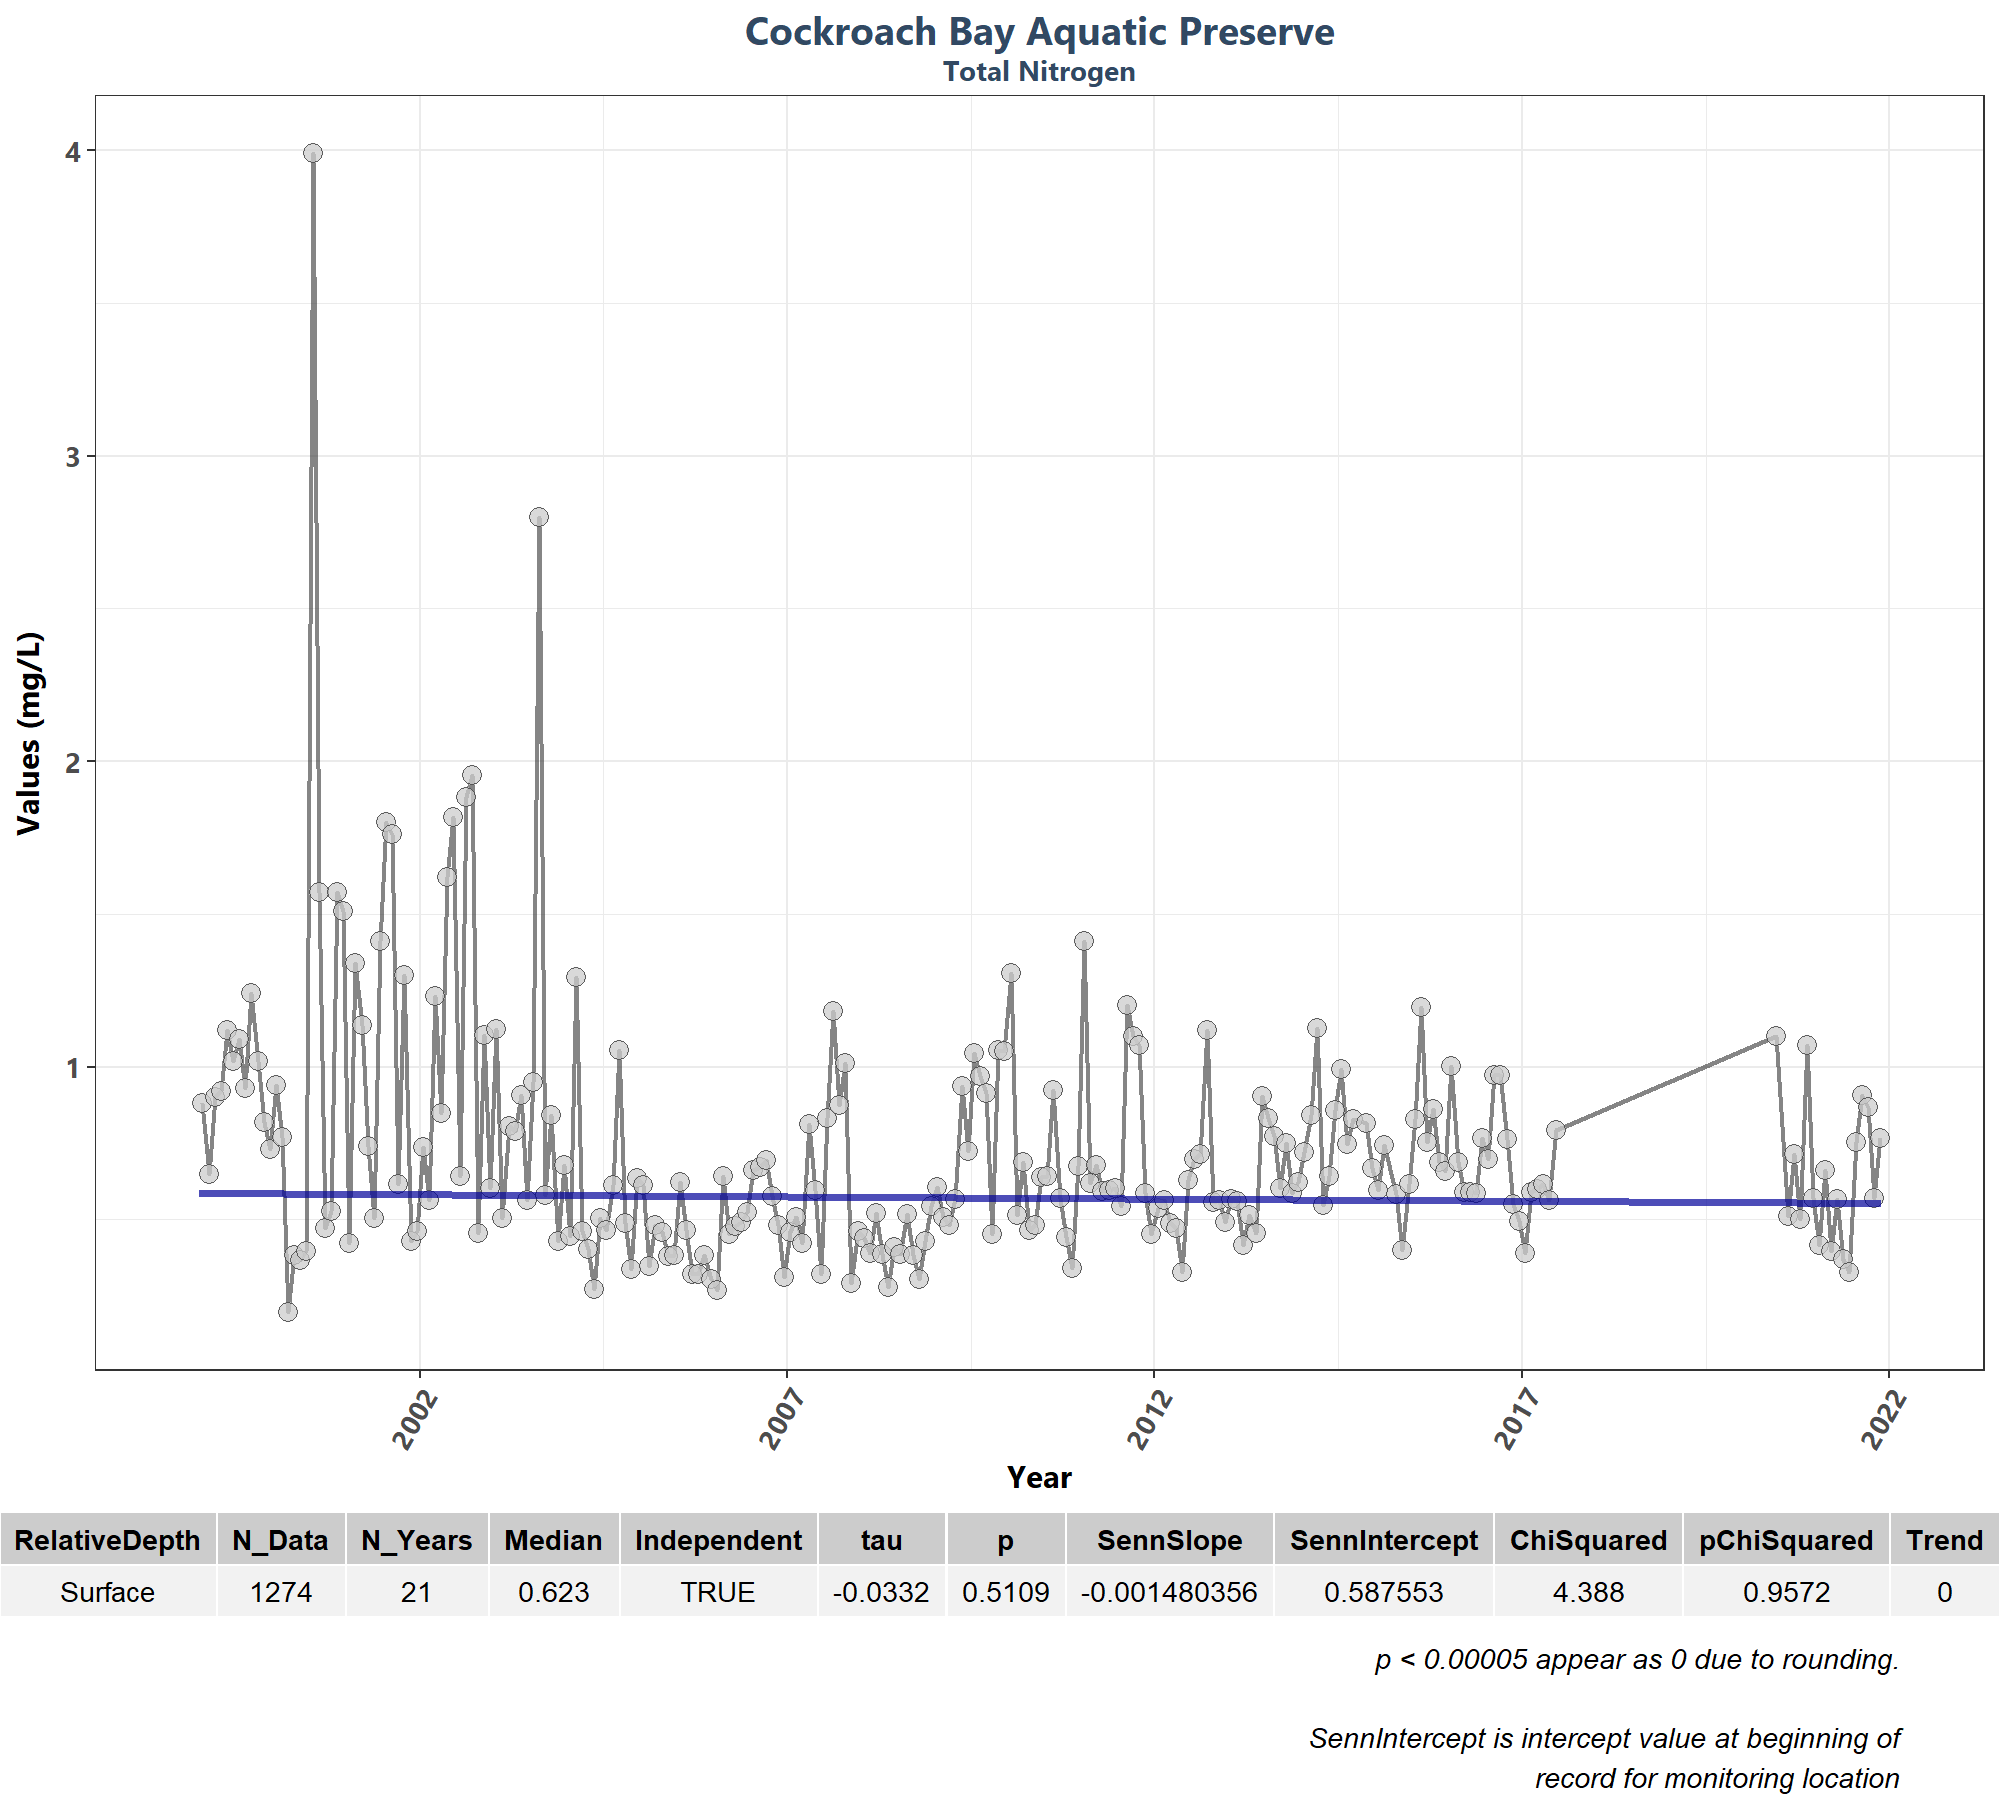 Cockroach Bay Aquatic Preserve
Total Nitrogen
Values (mg/L)
4
3
2
1
2002
2007
2012
2017
2022
Year
RelativeDepth N_Data N_Years Median Independent tau p SennSlope SennIntercept ChiSquared pChiSquared Trend
Surface 1274 21 0.623 TRUE -0.0332 0.5109 -0.001480356 0.587553 4.388 0.9572 0
p < 0.00005 appear as 0 due to rounding.
SennIntercept is intercept value at beginning of
record for monitoring location